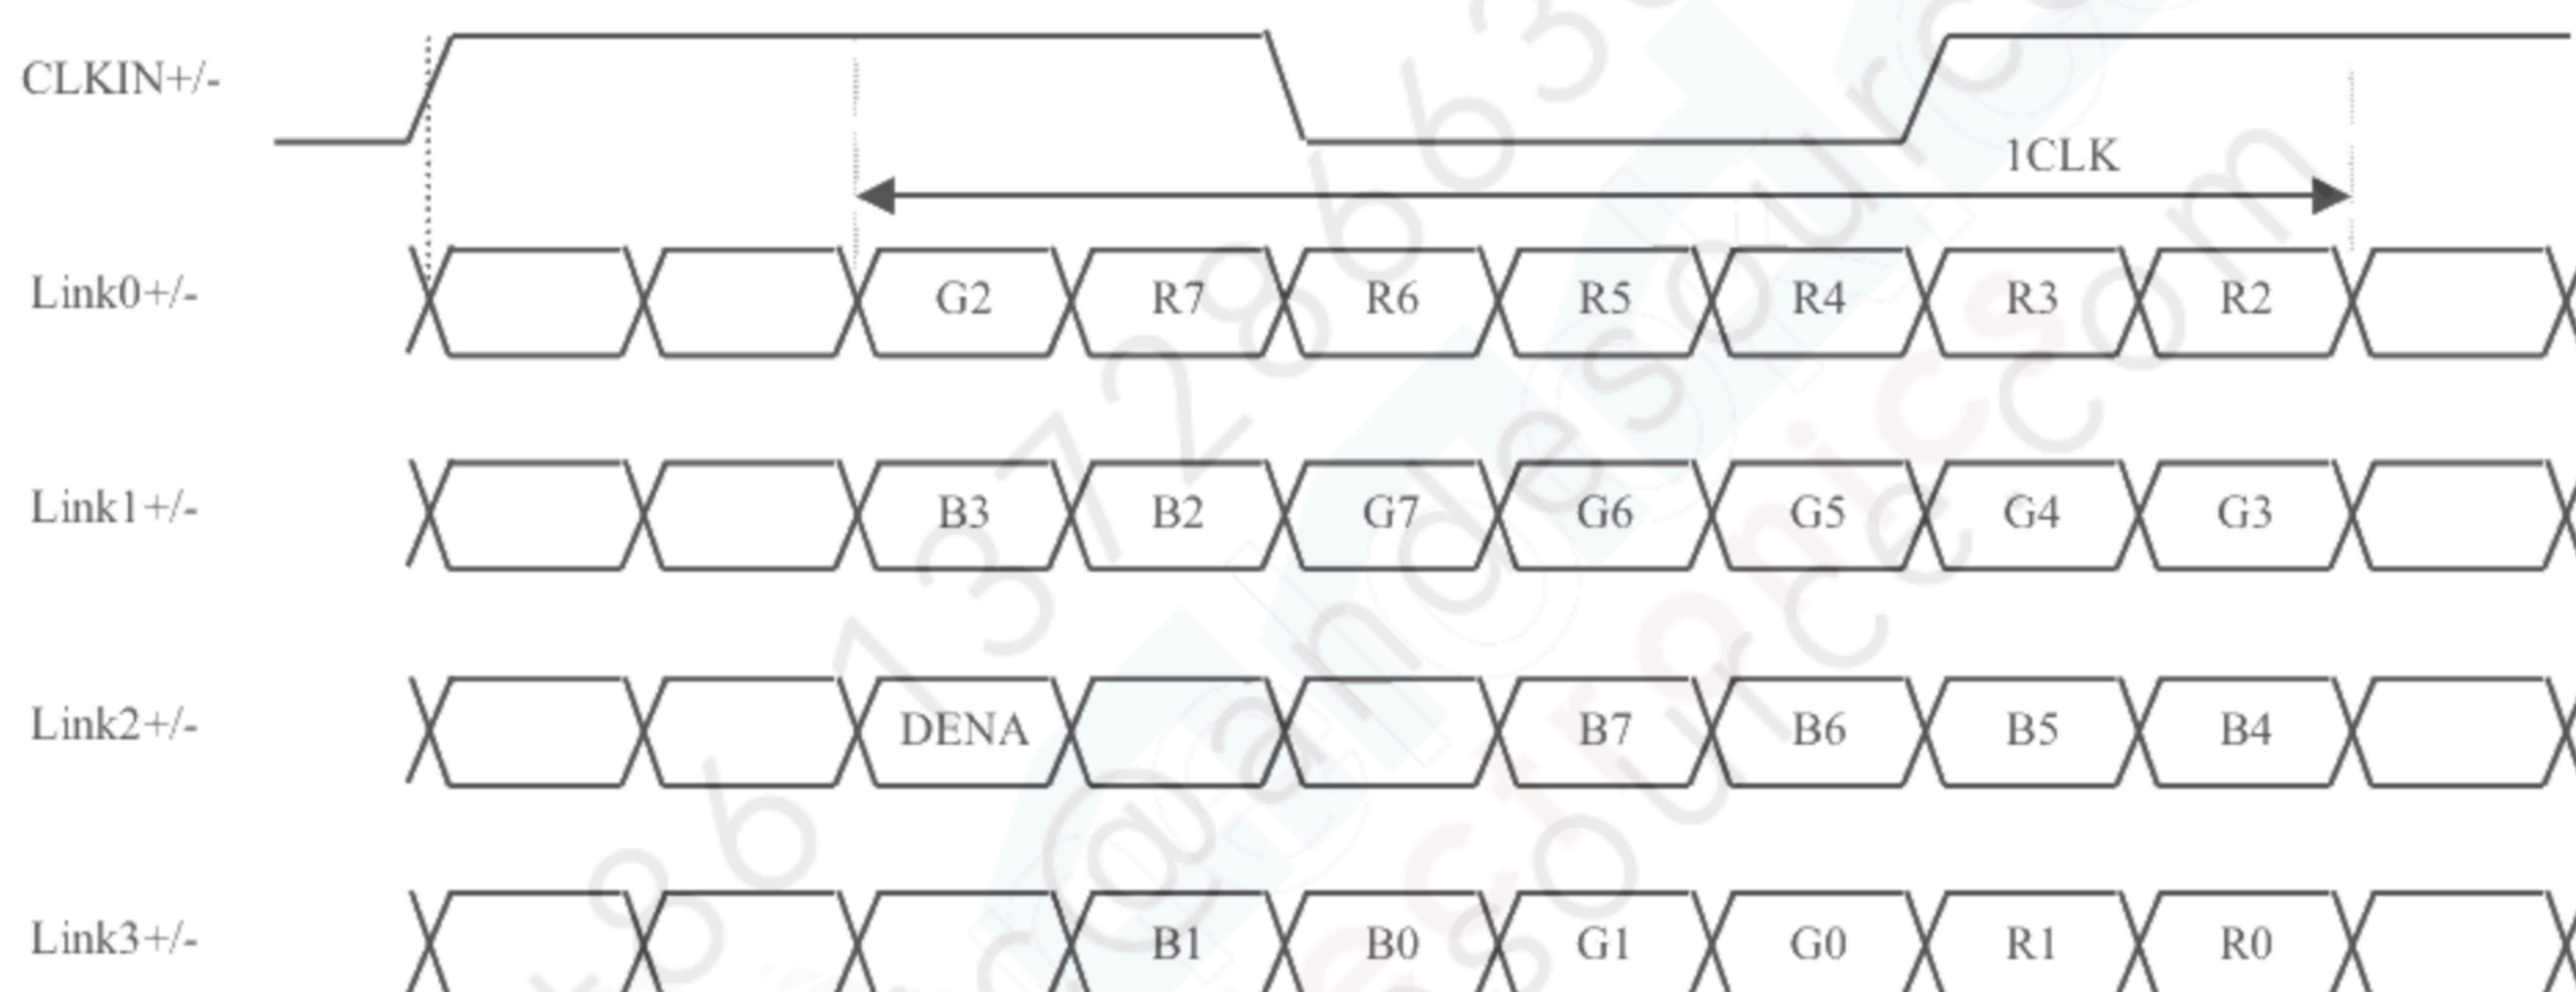 CLKIN+/-
1CLK
Link0+/- G2 R7 R6 R5 R4 R3 R2
Link1+/- B3 B2 G7 G6 G5 G4 G3
Link2+/- DENA B7 B6 B5 B4
Link3+/- B1 B0 G1 G0 R1 R0